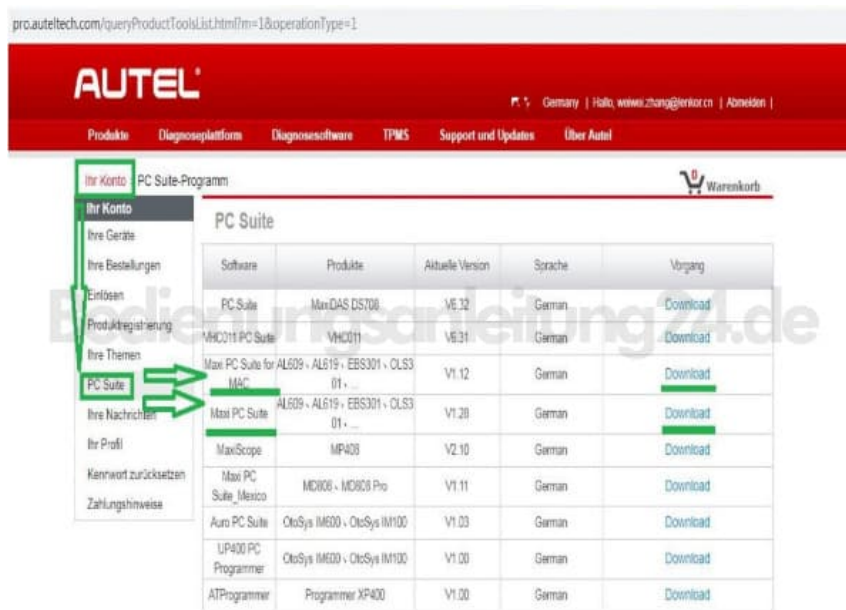 pro.auteltech.com/queryProductToolsList.html?m=1&operationType=1
AUTEL
Germany | Hallo, weiwei.zhang@lenkor.cn | Abmelden |
Produkte Diagnoseplattform Diagnosesoftware TPMS Support und Updates Über Autel
Ihr Konto PC Suite-Programm
0
Warenkorb
Ihr Konto
Ihre Geräte
Ihre Bestellungen
Einlösen
Produktregistrierung
Ihre Themen
PC Suite
Ihre Nachrichten
Ihr Profil
Kennwort zurücksetzen
Zahlungshinweise
PC Suite
Software Produkte Aktuelle Version Sprache Vorgang
PC Suite MaxiDAS DS708 V6.32 German Download
VHC011 PC Suite VHC011 V6.31 German Download
Maxi PC Suite for AL609、AL619、EBS301、OLS3
MAC 01、... V1.12 German Download
Maxi PC Suite AL609、AL619、EBS301、OLS3
01、... V1.28 German Download
MaxiScope MP408 V2.10 German Download
Maxi PC
Suite_Mexico MD806、MD808 Pro V1.11 German Download
Auro PC Suite OtoSys IM600、OtoSys IM100 V1.03 German Download
UP400 PC
Programmer OtoSys IM600、OtoSys IM100 V1.00 German Download
ATProgrammer Programmer XP400 V1.00 German Download
Bedienungsanleitung24.de